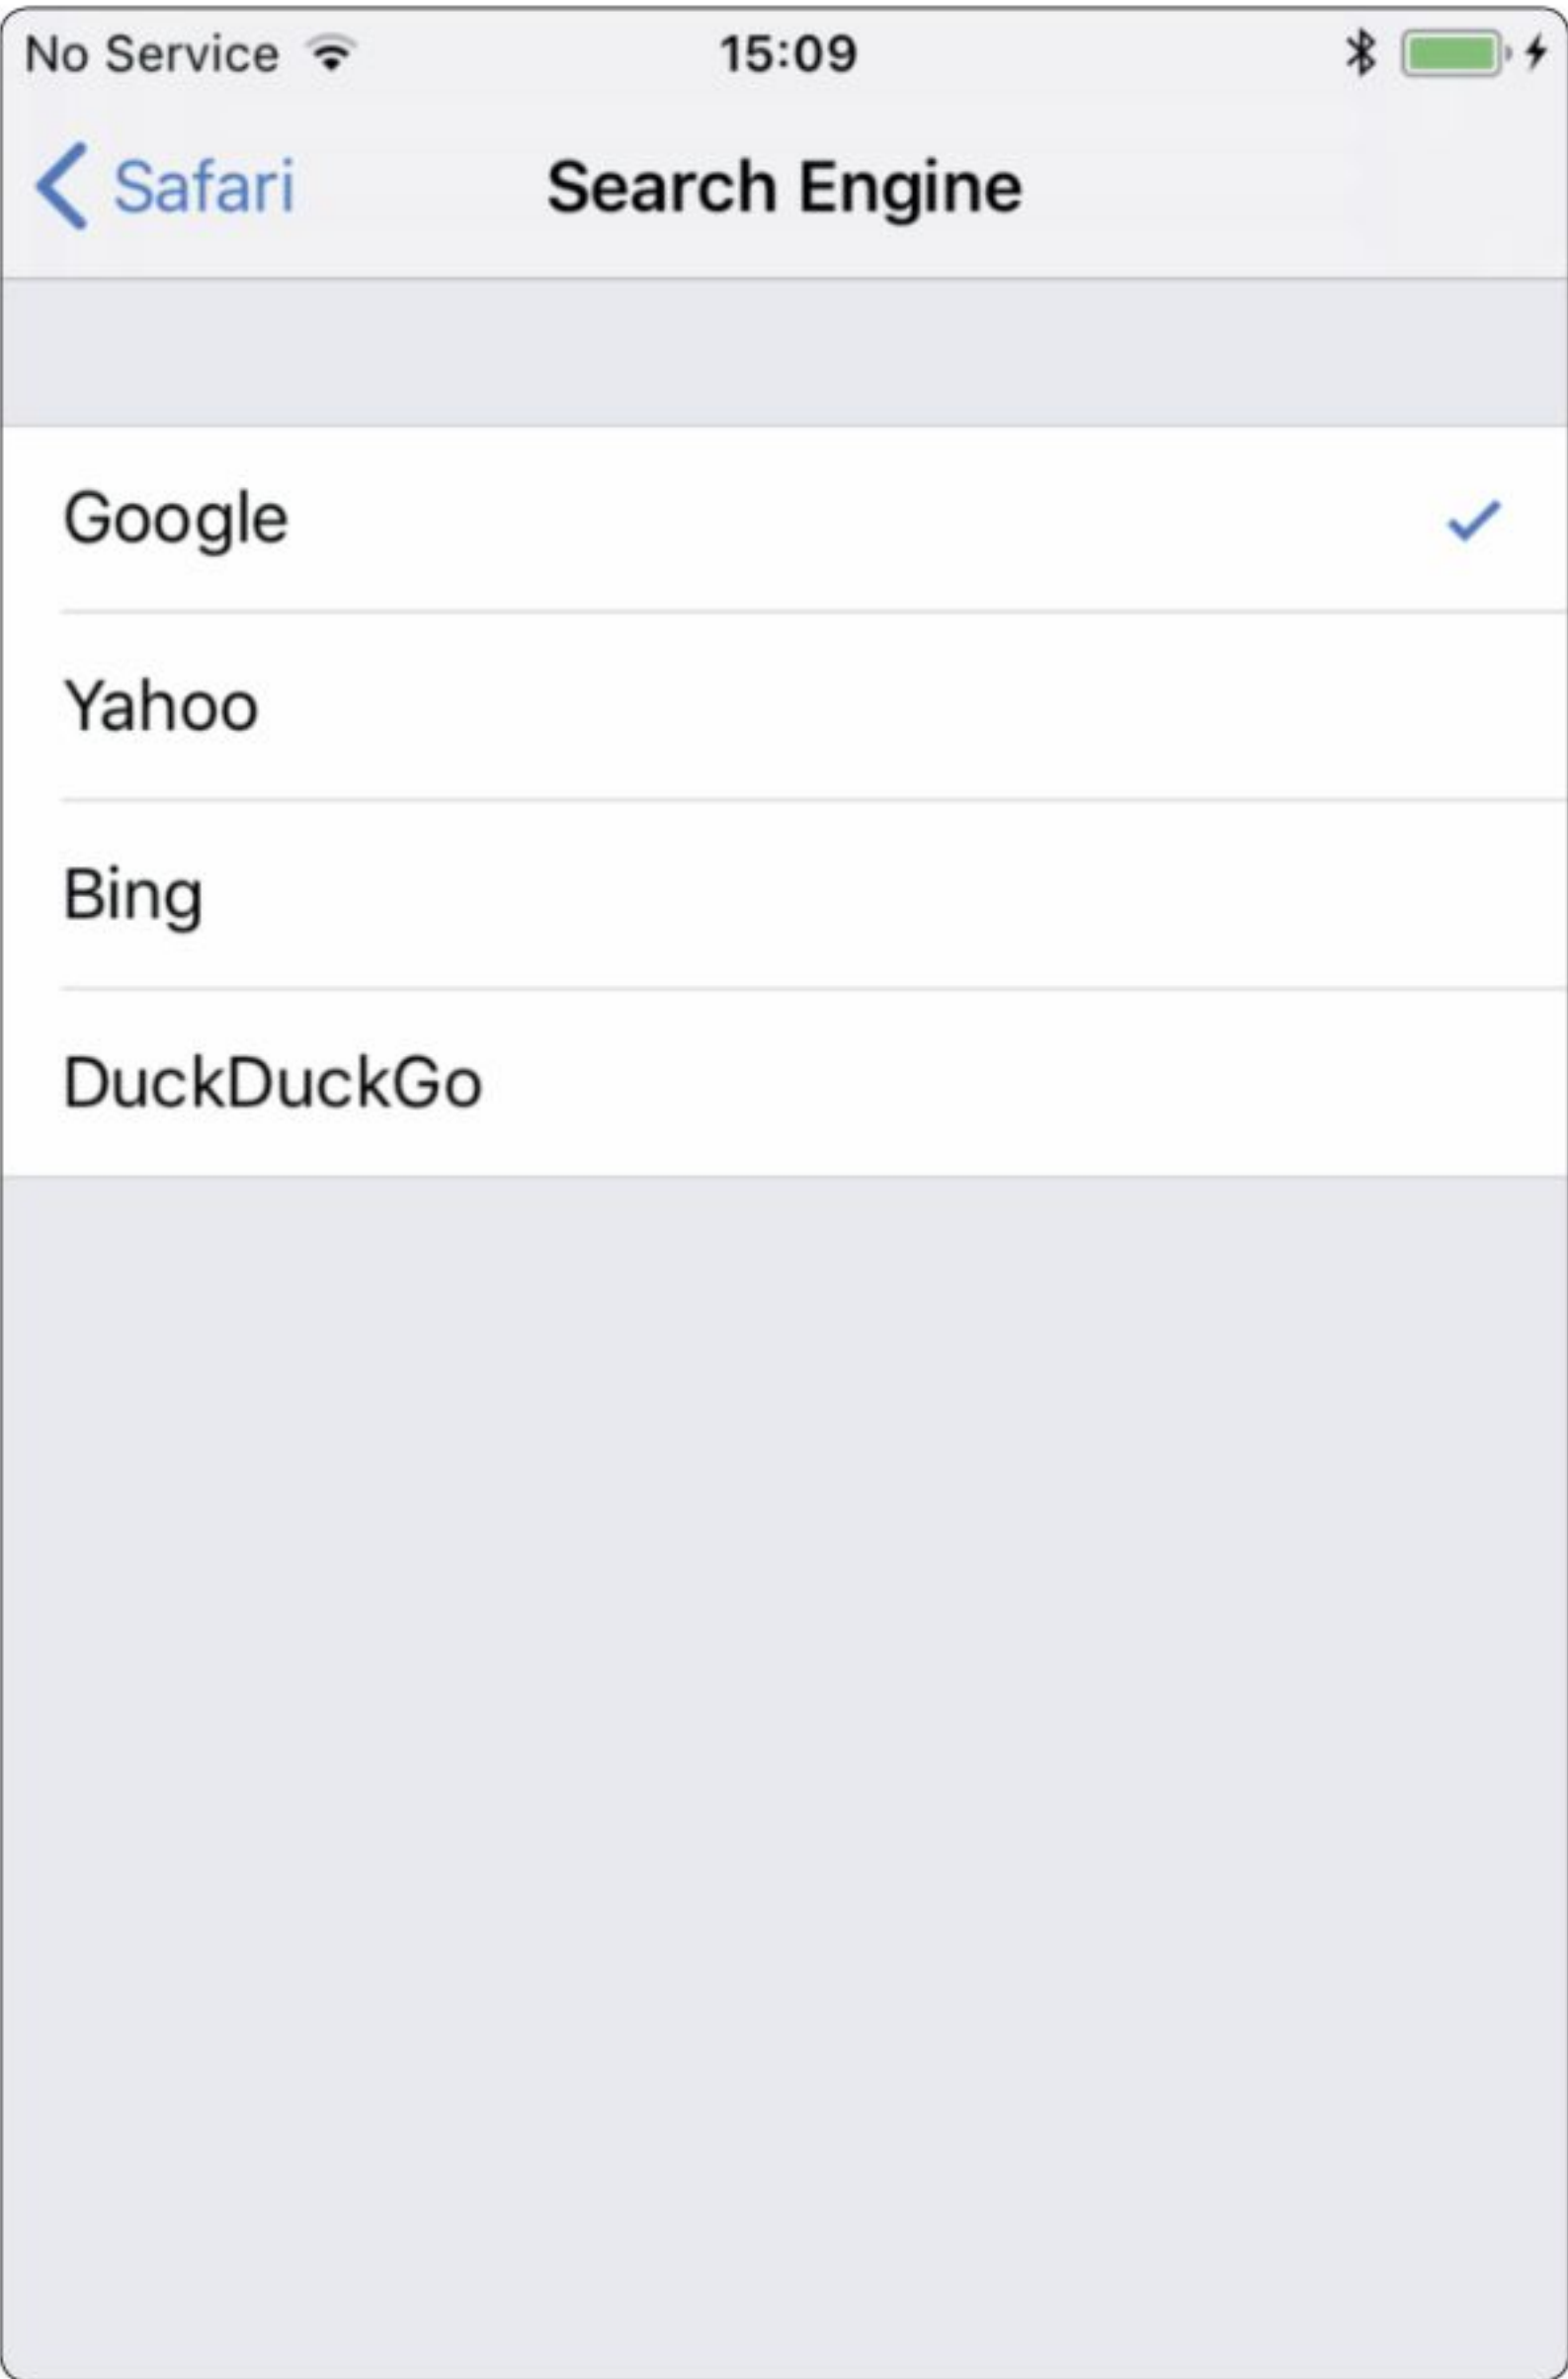 No Service 15:09
Safari Search Engine
Google
Yahoo
Bing
DuckDuckGo